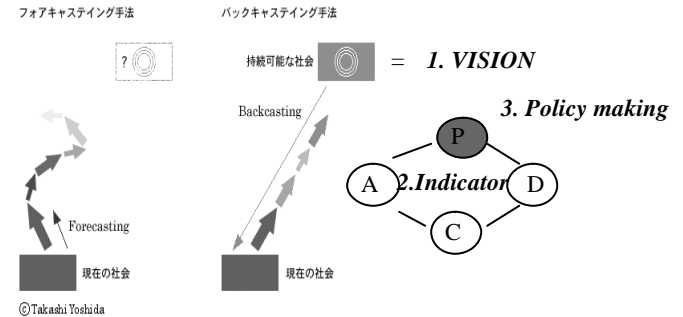 フォアキャステイング手法
バックキャステイング手法
?
持続可能な社会
= 1. VISION
Backcasting
3. Policy making
P
A
2.Indicator
D
C
Forecasting
現在の社会
現在の社会
©Takashi Yoshida